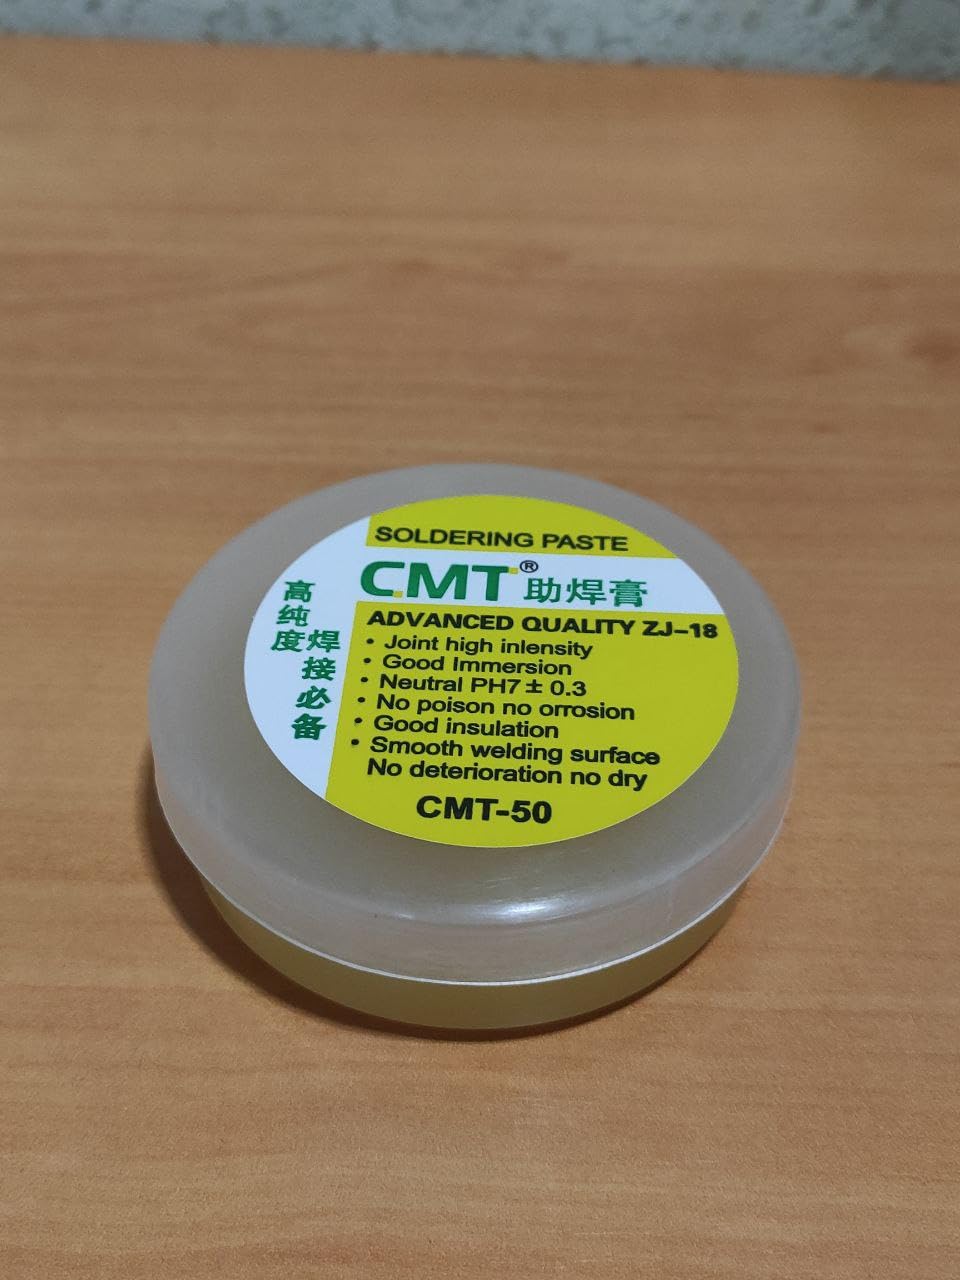 SOLDERING PASTE
CMT® 助焊膏
ADVANCED QUALITY ZJ-18
• Joint high inlensity
• Good Immersion
• Neutral PH7 ± 0.3
• No poison no orrosion
• Good insulation
• Smooth welding surface
No deterioration no dry
CMT-50
高纯度
焊接必备